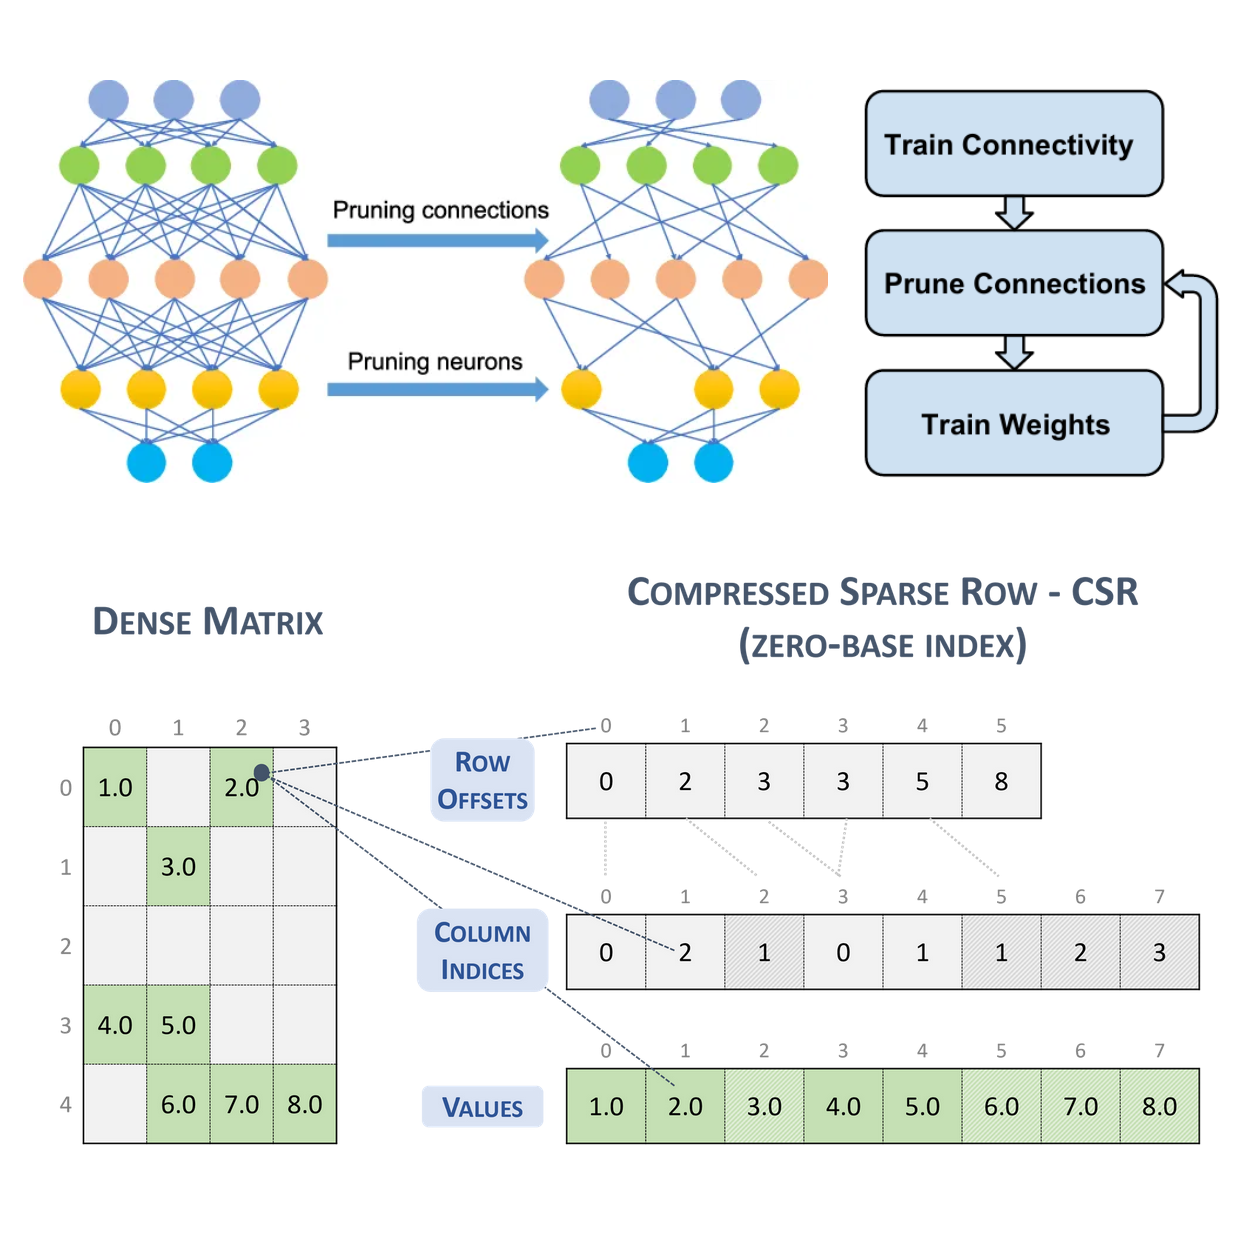 Pruning connections
Pruning neurons
Train Connectivity
Prune Connections
Train Weights
DENSE MATRIX
COMPRESSED SPARSE ROW - CSR
(ZERO-BASE INDEX)
0 1 2 3
0 1.0 2.0
1 3.0
2
3 4.0 5.0
4 6.0 7.0 8.0
ROW
OFFSETS
0 1 2 3 4 5
0 2 3 3 5 8
COLUMN
INDICES
0 1 2 3 4 5 6 7
0 2 1 0 1 1 2 3
VALUES
0 1 2 3 4 5 6 7
1.0 2.0 3.0 4.0 5.0 6.0 7.0 8.0